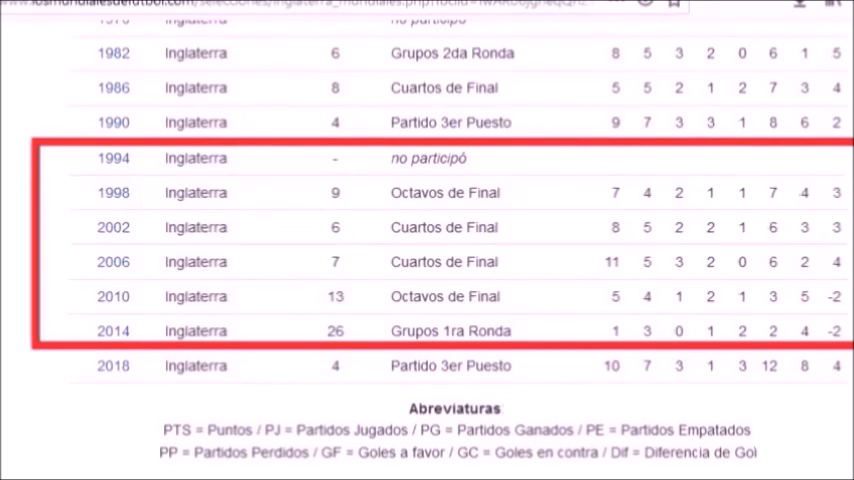 no participó
1982 Inglaterra 6 Grupos 2da Ronda 8 5 3 2 0 6 1 5
1986 Inglaterra 8 Cuartos de Final 5 5 2 1 2 7 3 4
1990 Inglaterra 4 Partido 3er Puesto 9 7 3 3 1 8 6 2
1994 Inglaterra - no participó
1998 Inglaterra 9 Octavos de Final 7 4 2 1 1 7 4 3
2002 Inglaterra 6 Cuartos de Final 8 5 2 2 1 6 3 3
2006 Inglaterra 7 Cuartos de Final 11 5 3 2 0 6 2 4
2010 Inglaterra 13 Octavos de Final 5 4 1 2 1 3 5 -2
2014 Inglaterra 26 Grupos 1ra Ronda 1 3 0 1 2 2 4 -2
2018 Inglaterra 4 Partido 3er Puesto 10 7 3 1 3 12 8 4
Abreviaturas
PTS = Puntos / PJ = Partidos Jugados / PG = Partidos Ganados / PE = Partidos Empatados
PP = Partidos Perdidos / GF = Goles a favor / GC = Goles en contra / Dif = Diferencia de Gol